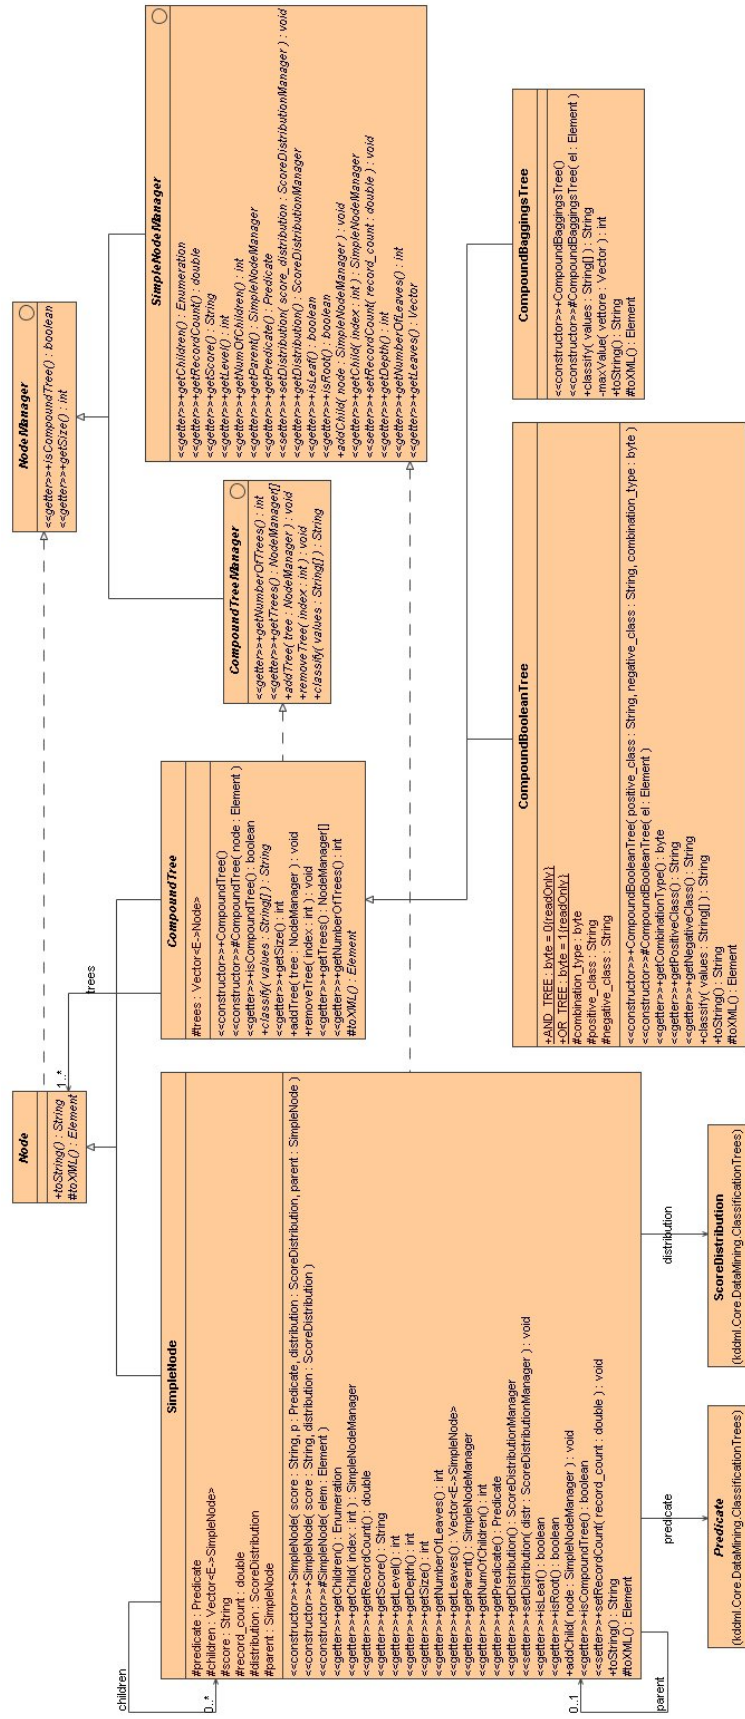 NodeManager
<<getter>>+isCompoundTree() : boolean
<<getter>>+getSize() : int
SimpleNodeManager
<<getter>>+getChildren() : Enumeration
<<getter>>+getRecordCount() : double
<<getter>>+getScore() : String
<<getter>>+getLevel() : int
<<getter>>+getNumOfChildren() : int
<<getter>>+getParent() : SimpleNodeManager
<<getter>>+getPredicate() : Predicate
<<setter>>+setDistribution( score_distribution : ScoreDistributionManager ) : void
<<getter>>+getDistribution() : ScoreDistributionManager
<<getter>>+isLeaf() : boolean
<<getter>>+isRoot() : boolean
+addChild( node : SimpleNodeManager ) : void
<<getter>>+getChild( index : int ) : SimpleNodeManager
<<setter>>+setRecordCount( record_count : double ) : void
<<getter>>+getDepth() : int
<<getter>>+getNumberOfLeaves() : int
<<getter>>+getLeaves() : Vector
CompoundTreeManager
<<getter>>+getNumberOfTrees() : int
<<getter>>+getTrees() : NodeManager[]
+addTree( tree : NodeManager ) : void
+removeTree( index : int ) : void
+classify( values : String[] ) : String
Node
+toString() : String
#toXML() : Element
trees
1..*
CompoundTree
#trees : Vector<E->Node>
<<constructor>>+CompoundTree()
<<constructor>>#CompoundTree( node : Element )
<<getter>>+isCompoundTree() : boolean
+classify( values : String[] ) : String
<<getter>>+getSize() : int
+addTree( tree : NodeManager ) : void
+removeTree( index : int ) : void
<<getter>>+getTrees() : NodeManager[]
<<getter>>+getNumberOfTrees() : int
#toXML() : Element
SimpleNode
#predicate : Predicate
#children : Vector<E->SimpleNode>
#score : String
#record_count : double
#distribution : ScoreDistribution
#parent : SimpleNode
<<constructor>>+SimpleNode( score : String, p : Predicate, distribution : ScoreDistribution, parent : SimpleNode )
<<constructor>>+SimpleNode( score : String, distribution : ScoreDistribution )
<<constructor>>#SimpleNode( elem : Element )
<<getter>>+getChildren() : Enumeration
<<getter>>+getChild( index : int ) : SimpleNodeManager
<<getter>>+getRecordCount() : double
<<getter>>+getScore() : String
<<getter>>+getLevel() : int
<<getter>>+getDepth() : int
<<getter>>+getSize() : int
<<getter>>+getNumberOfLeaves() : int
<<getter>>+getLeaves() : Vector<E->SimpleNode>
<<getter>>+getParent() : SimpleNodeManager
<<getter>>+getNumOfChildren() : int
<<getter>>+getPredicate() : Predicate
<<getter>>+getDistribution() : ScoreDistributionManager
<<setter>>+setDistribution( distr : ScoreDistributionManager ) : void
<<getter>>+isLeaf() : boolean
<<getter>>+isRoot() : boolean
+addChild( node : SimpleNodeManager ) : void
<<getter>>+isCompoundTree() : boolean
<<setter>>+setRecordCount( record_count : double ) : void
+toString() : String
#toXML() : Element
children
0..*
0..1
parent
predicate
distribution
Predicate
(kddml.Core.DataMining.ClassificationTrees)
ScoreDistribution
(kddml.Core.DataMining.ClassificationTrees)
CompoundBooleanTree
+AND_TREE : byte = 0{readOnly}
+OR_TREE : byte = 1{readOnly}
#combination_type : byte
#positive_class : String
#negative_class : String
<<constructor>>+CompoundBooleanTree( positive_class : String, negative_class : String, combination_type : byte )
<<constructor>>#CompoundBooleanTree( el : Element )
<<getter>>+getCombinationType() : byte
<<getter>>+getPositiveClass() : String
<<getter>>+getNegativeClass() : String
+classify( values : String[] ) : String
+toString() : String
#toXML() : Element
CompoundBaggingsTree
<<constructor>>+CompoundBaggingsTree()
<<constructor>>#CompoundBaggingsTree( el : Element )
+classify( values : String[] ) : String
-maxValue( vettore : Vector ) : int
+toString() : String
#toXML() : Element